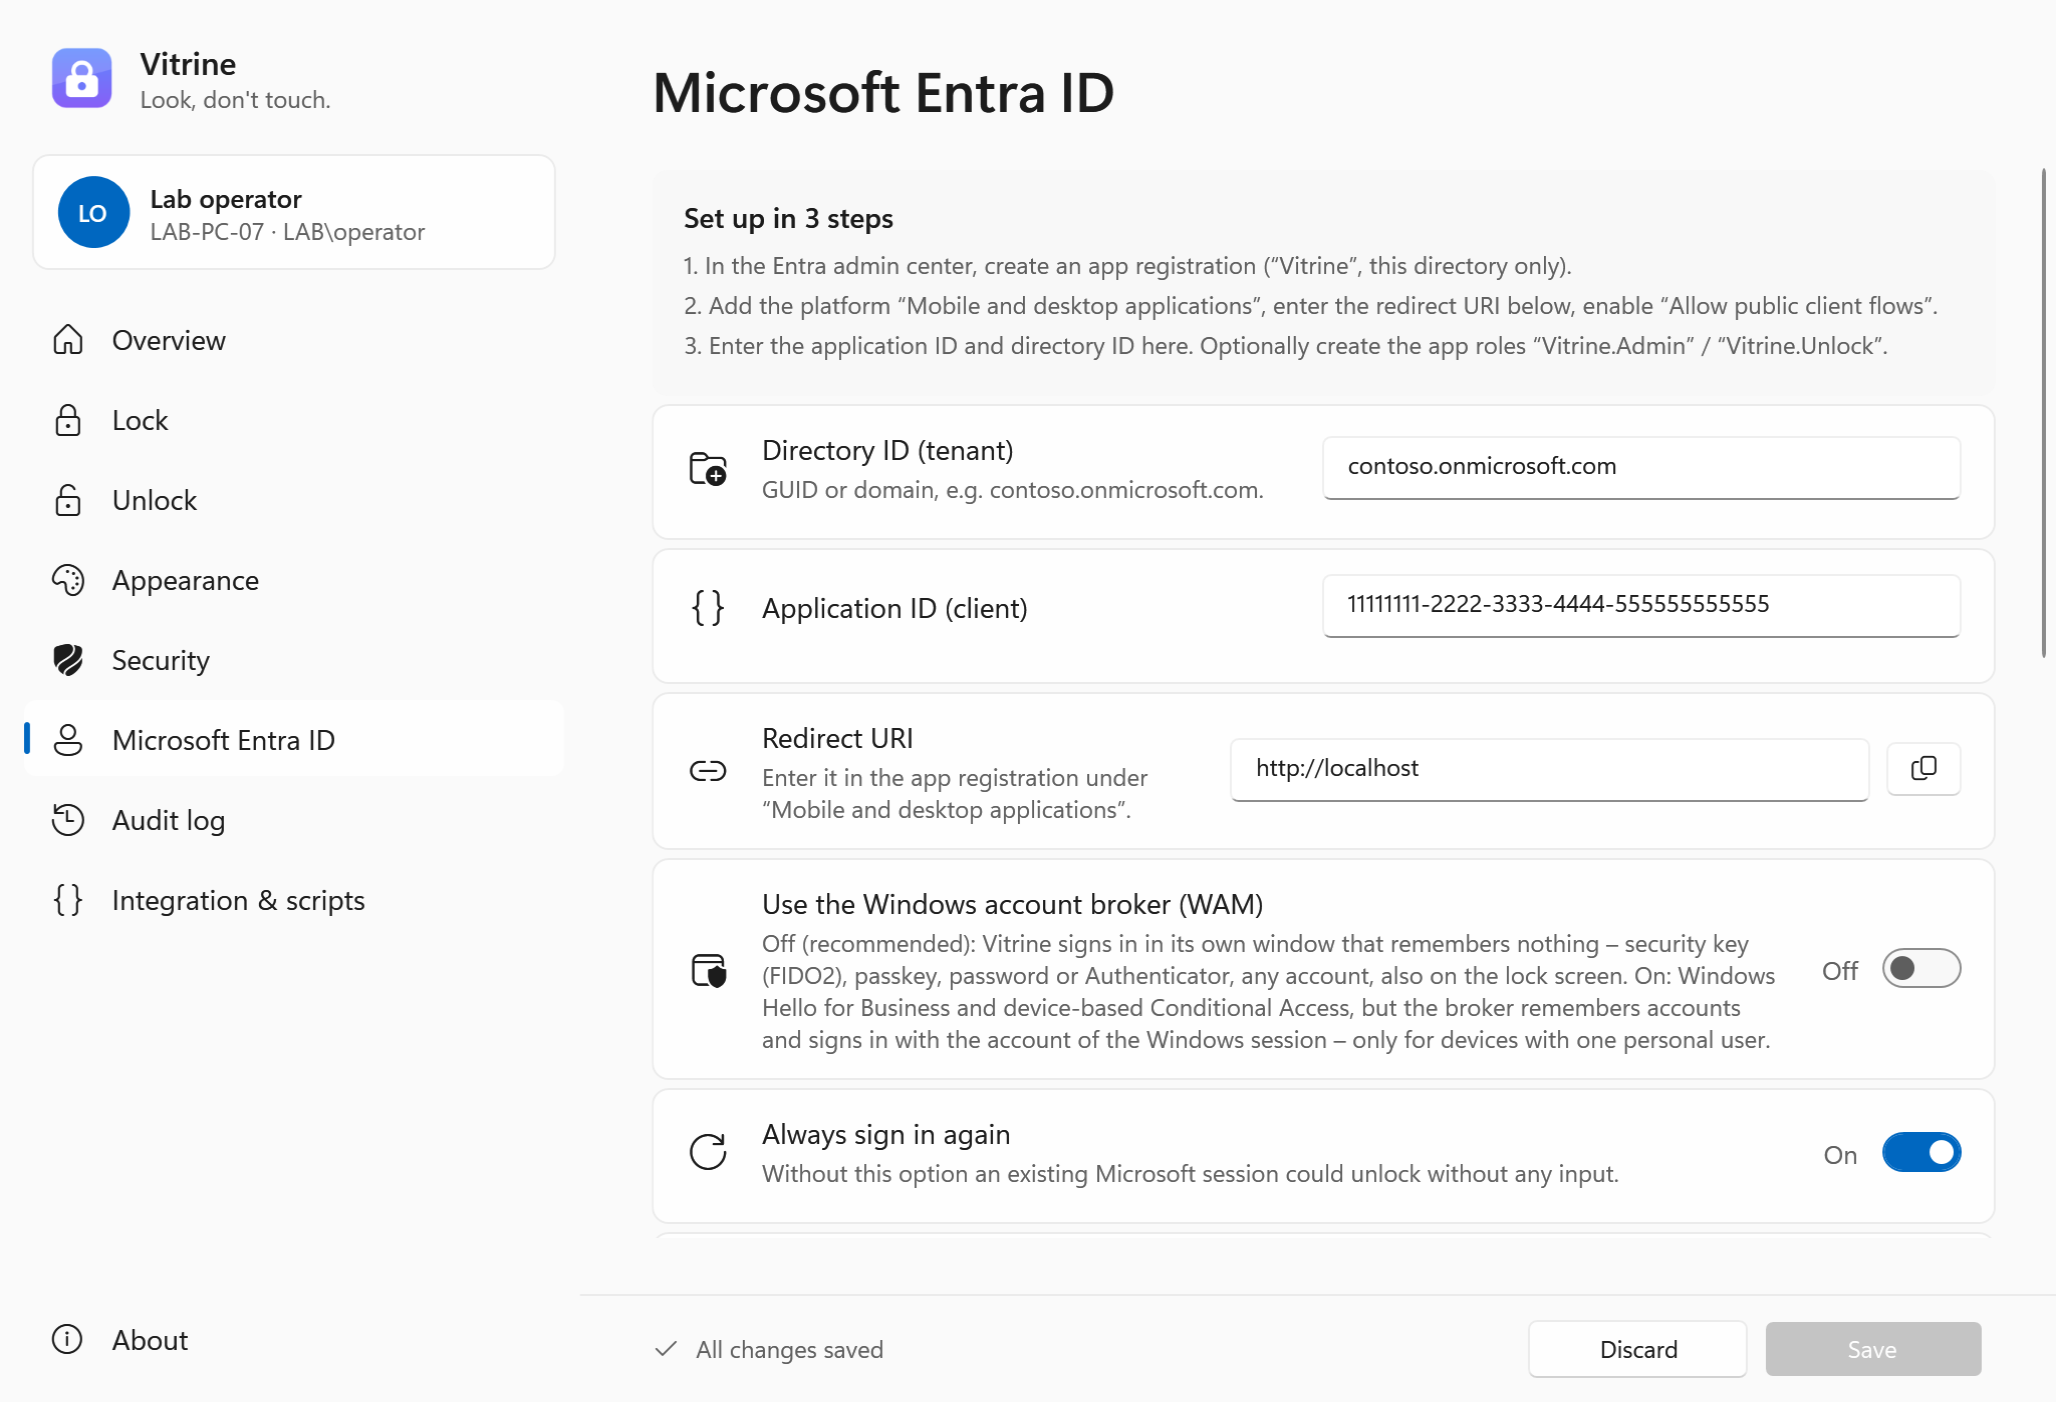 Vitrine
Look, don't touch.
LO
Lab operator
LAB-PC-07 · LAB\operator
Overview
Lock
Unlock
Appearance
Security
Microsoft Entra ID
Audit log
Integration & scripts
About
Microsoft Entra ID
Set up in 3 steps
1. In the Entra admin center, create an app registration (“Vitrine”, this directory only).
2. Add the platform “Mobile and desktop applications”, enter the redirect URI below, enable “Allow public client flows”.
3. Enter the application ID and directory ID here. Optionally create the app roles “Vitrine.Admin” / “Vitrine.Unlock”.
Directory ID (tenant)
GUID or domain, e.g. contoso.onmicrosoft.com.
contoso.onmicrosoft.com
Application ID (client)
11111111-2222-3333-4444-555555555555
Redirect URI
Enter it in the app registration under
“Mobile and desktop applications”.
http://localhost
Use the Windows account broker (WAM)
Off (recommended): Vitrine signs in in its own window that remembers nothing – security key
(FIDO2), passkey, password or Authenticator, any account, also on the lock screen. On: Windows
Hello for Business and device-based Conditional Access, but the broker remembers accounts
and signs in with the account of the Windows session – only for devices with one personal user.
Off
Always sign in again
Without this option an existing Microsoft session could unlock without any input.
On
All changes saved
Discard
Save